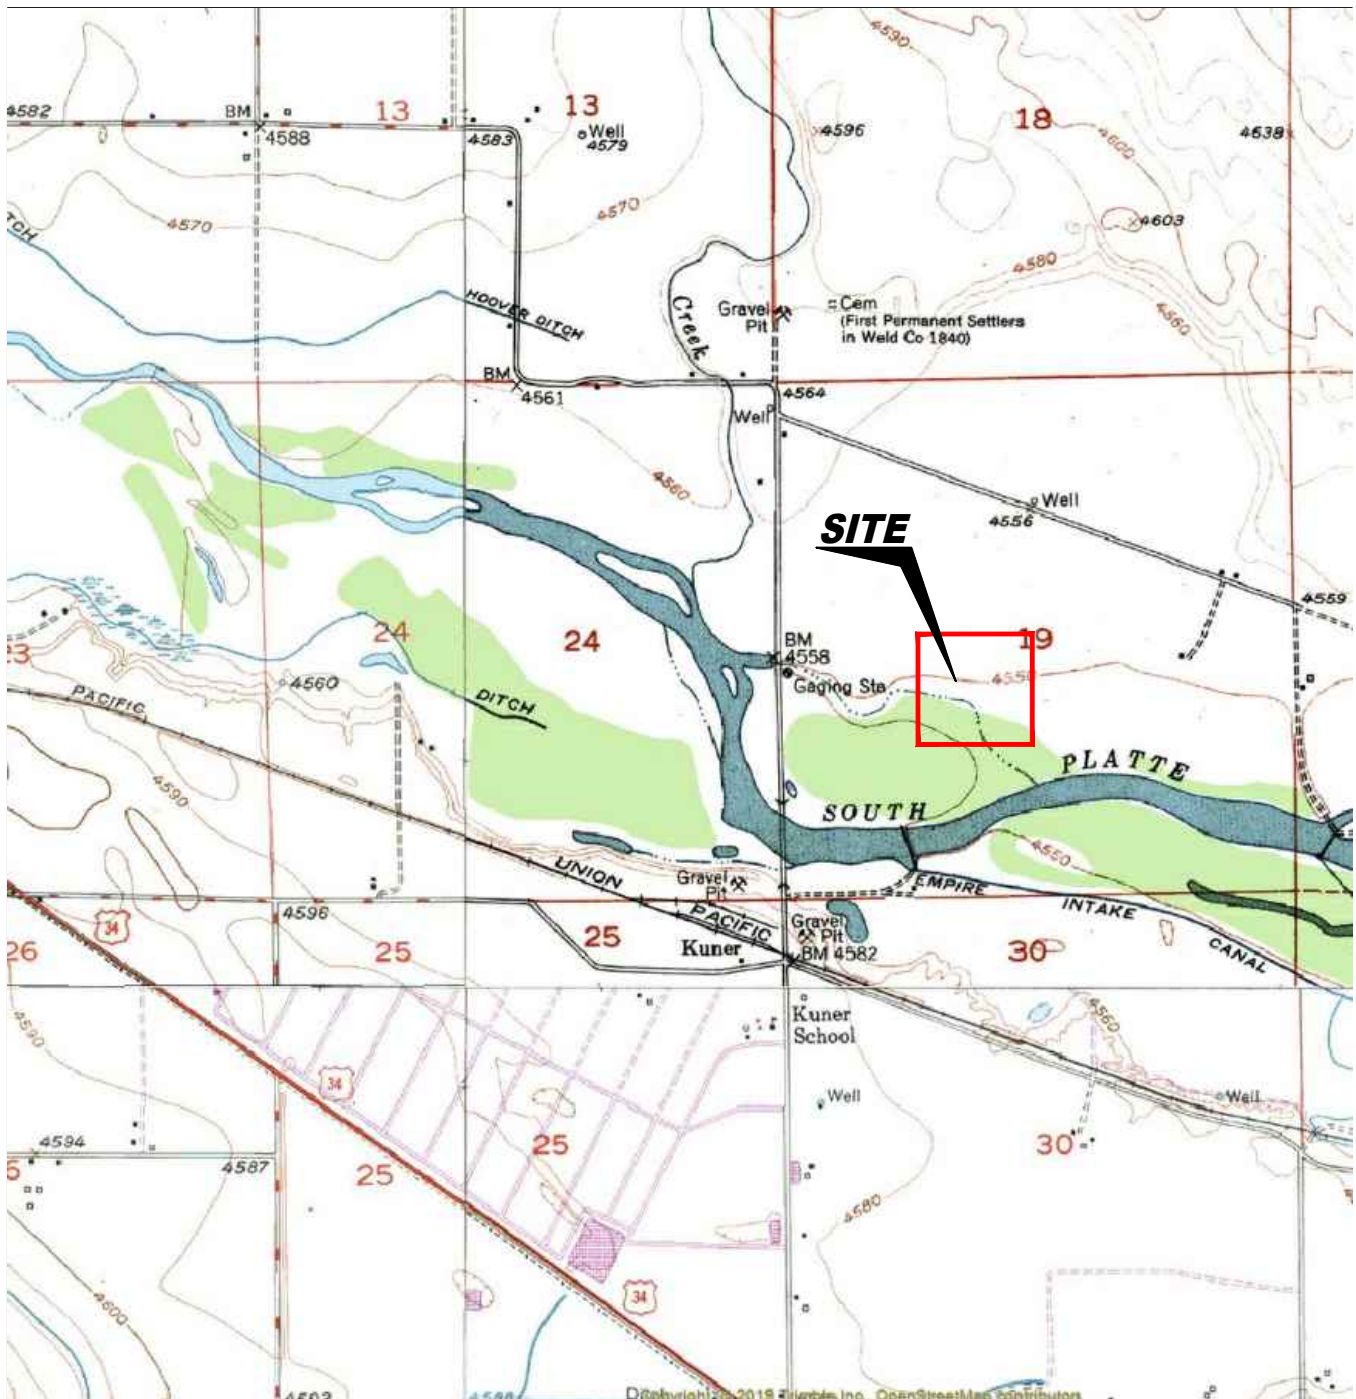 4590
4582
BM
4588
13
4583
13
Well
4579
4596
18
4600
4638
4570
4570
4603
4580
HOOVER DITCH
Creek
Gravel
Pit
Cem
(First Permanent Settlers
in Weld Co 1840)
4560
BM
4561
4564
Well
4560
Well
4556
SITE
4559
24
24
BM
4558
19
4550
Gaging Sta
4560
PACIFIC
DITCH
4590
PLATTE
SOUTH
4550
UNION
PACIFIC
Gravel
Pit
EMPIRE
INTAKE
CANAL
4596
34
26
25
25
Kuner
Gravel
Pit
BM 4582
30
4590
Kuner
School
4560
34
Well
Well
4594
4587
25
25
30
4580
4600
34